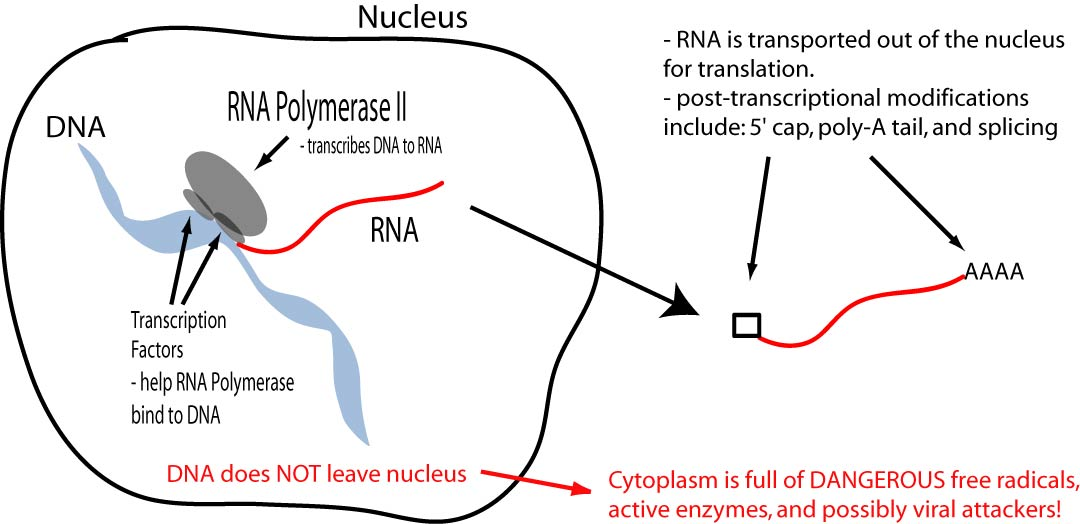 Nucleus
DNA
RNA Polymerase II
- transcribes DNA to RNA
RNA
Transcription
Factors
- help RNA Polymerase
bind to DNA
DNA does NOT leave nucleus
- RNA is transported out of the nucleus
for translation.
- post-transcriptional modifications
include: 5' cap, poly-A tail, and splicing
AAAA
Cytoplasm is full of DANGEROUS free radicals,
active enzymes, and possibly viral attackers!